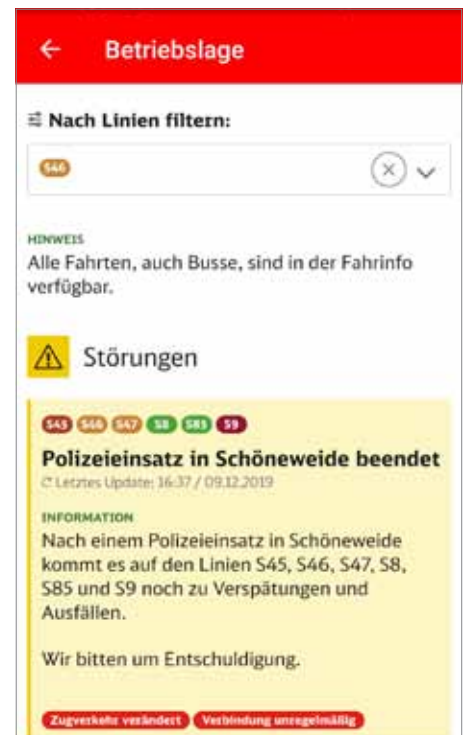 Betriebslage
Nach Linien filtern:
S46
HINWEIS
Alle Fahrten, auch Busse, sind in der Fahrinfo
verfügbar.
Störungen
S45 S46 S47 S8 S85 S9
Polizeieinsatz in Schöneweide beendet
Letztes Update: 16:37 / 09.12.2019
INFORMATION
Nach einem Polizeieinsatz in Schöneweide
kommt es auf den Linien S45, S46, S47, S8,
S85 und S9 noch zu Verspätungen und
Ausfällen.
Wir bitten um Entschuldigung.
Zugverkehr verändert Verbindung unregelmäßig